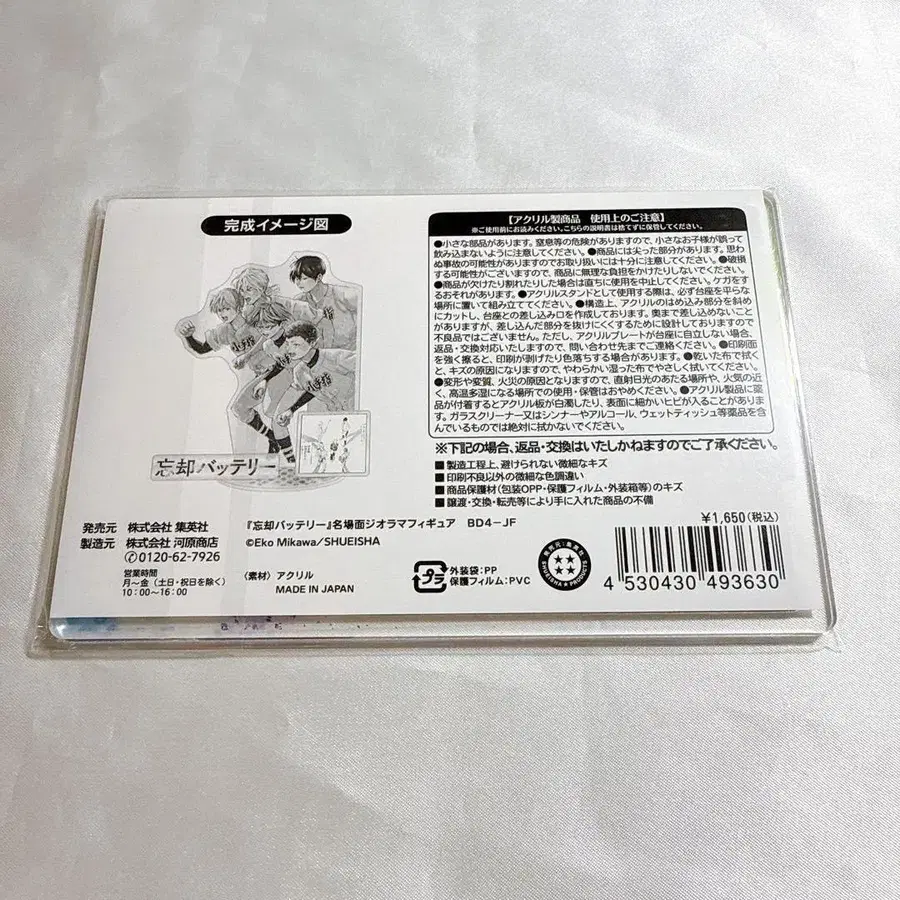 完成イメージ図
忘却バッテリー
【アクリル製商品 使用上のご注意】
※ご使用前にお読みください。こちらの説明書は捨てずに保管してください。
●小さな部品があります。窒息等の危険がありますので、小さなお子様が誤って
飲み込まないように注意してください。●商品には尖った部分があります。思わ
ぬ事故の可能性がありますのでお取り扱いには十分に注意してください。●破損
する可能性がございますので、商品に無理な負担をかけたりしないでください。
●商品が欠けたり割れたりした場合は直ちに使用を中止してください。ケガをす
るおそれがあります。●アクリルスタンドとして使用する際は、必ず台座を平らな
場所に置いて組み立ててください。●構造上、アクリルのはめ込み部分を斜め
にカットし、台座との差し込み口を作成しております。奥まで差し込めないこと
がありますが、差し込んだ部分を抜けにくくするために設計しておりますので
不良品ではございません。ただし、アクリルプレートが台座に自立しない場合、
返品・交換対応いたしますので、問い合わせ先までご連絡ください。●印刷面
を強く擦ると、印刷が剥げたり色落ちする場合があります。●乾いた布で拭く
と、キズの原因になりますので、やわらかい湿った布でやさしく拭いてください。
●変形や変質、火災の原因となりますので、直射日光のあたる場所や、火気の近
く、高温多湿になる場所での使用・保管はおやめください。●アクリル製品に薬
品が付着するとアクリル板が白濁したり、表面に細かいヒビが入ることがありま
す。ガラスクリーナー又はシンナーやアルコール、ウェットティッシュ等薬品を含
んでいるものでは絶対に拭かないでください。
※下記の場合、返品・交換はいたしかねますのでご了承ください。
■製造工程上、避けられない微細なキズ
■印刷不良以外の微細な色調違い
■商品保護材(包装OPP・保護フィルム・外装箱等)のキズ
■譲渡・交換・転売等により手に入れた商品の不備
発売元 株式会社 集英社
製造元 株式会社 河原商店
✆0120-62-7926
営業時間
月〜金(土日・祝日を除く)
10:00〜16:00
『忘却バッテリー』名場面ジオラマフィギュア BD4-JF
©Eko Mikawa/SHUEISHA
〈素材〉アクリル
MADE IN JAPAN
プラ
外装袋:PP
保護フィルム:PVC
発売元:集英社
SHUEISHA PRODUCTS
¥1,650(税込)
4 530430 493630